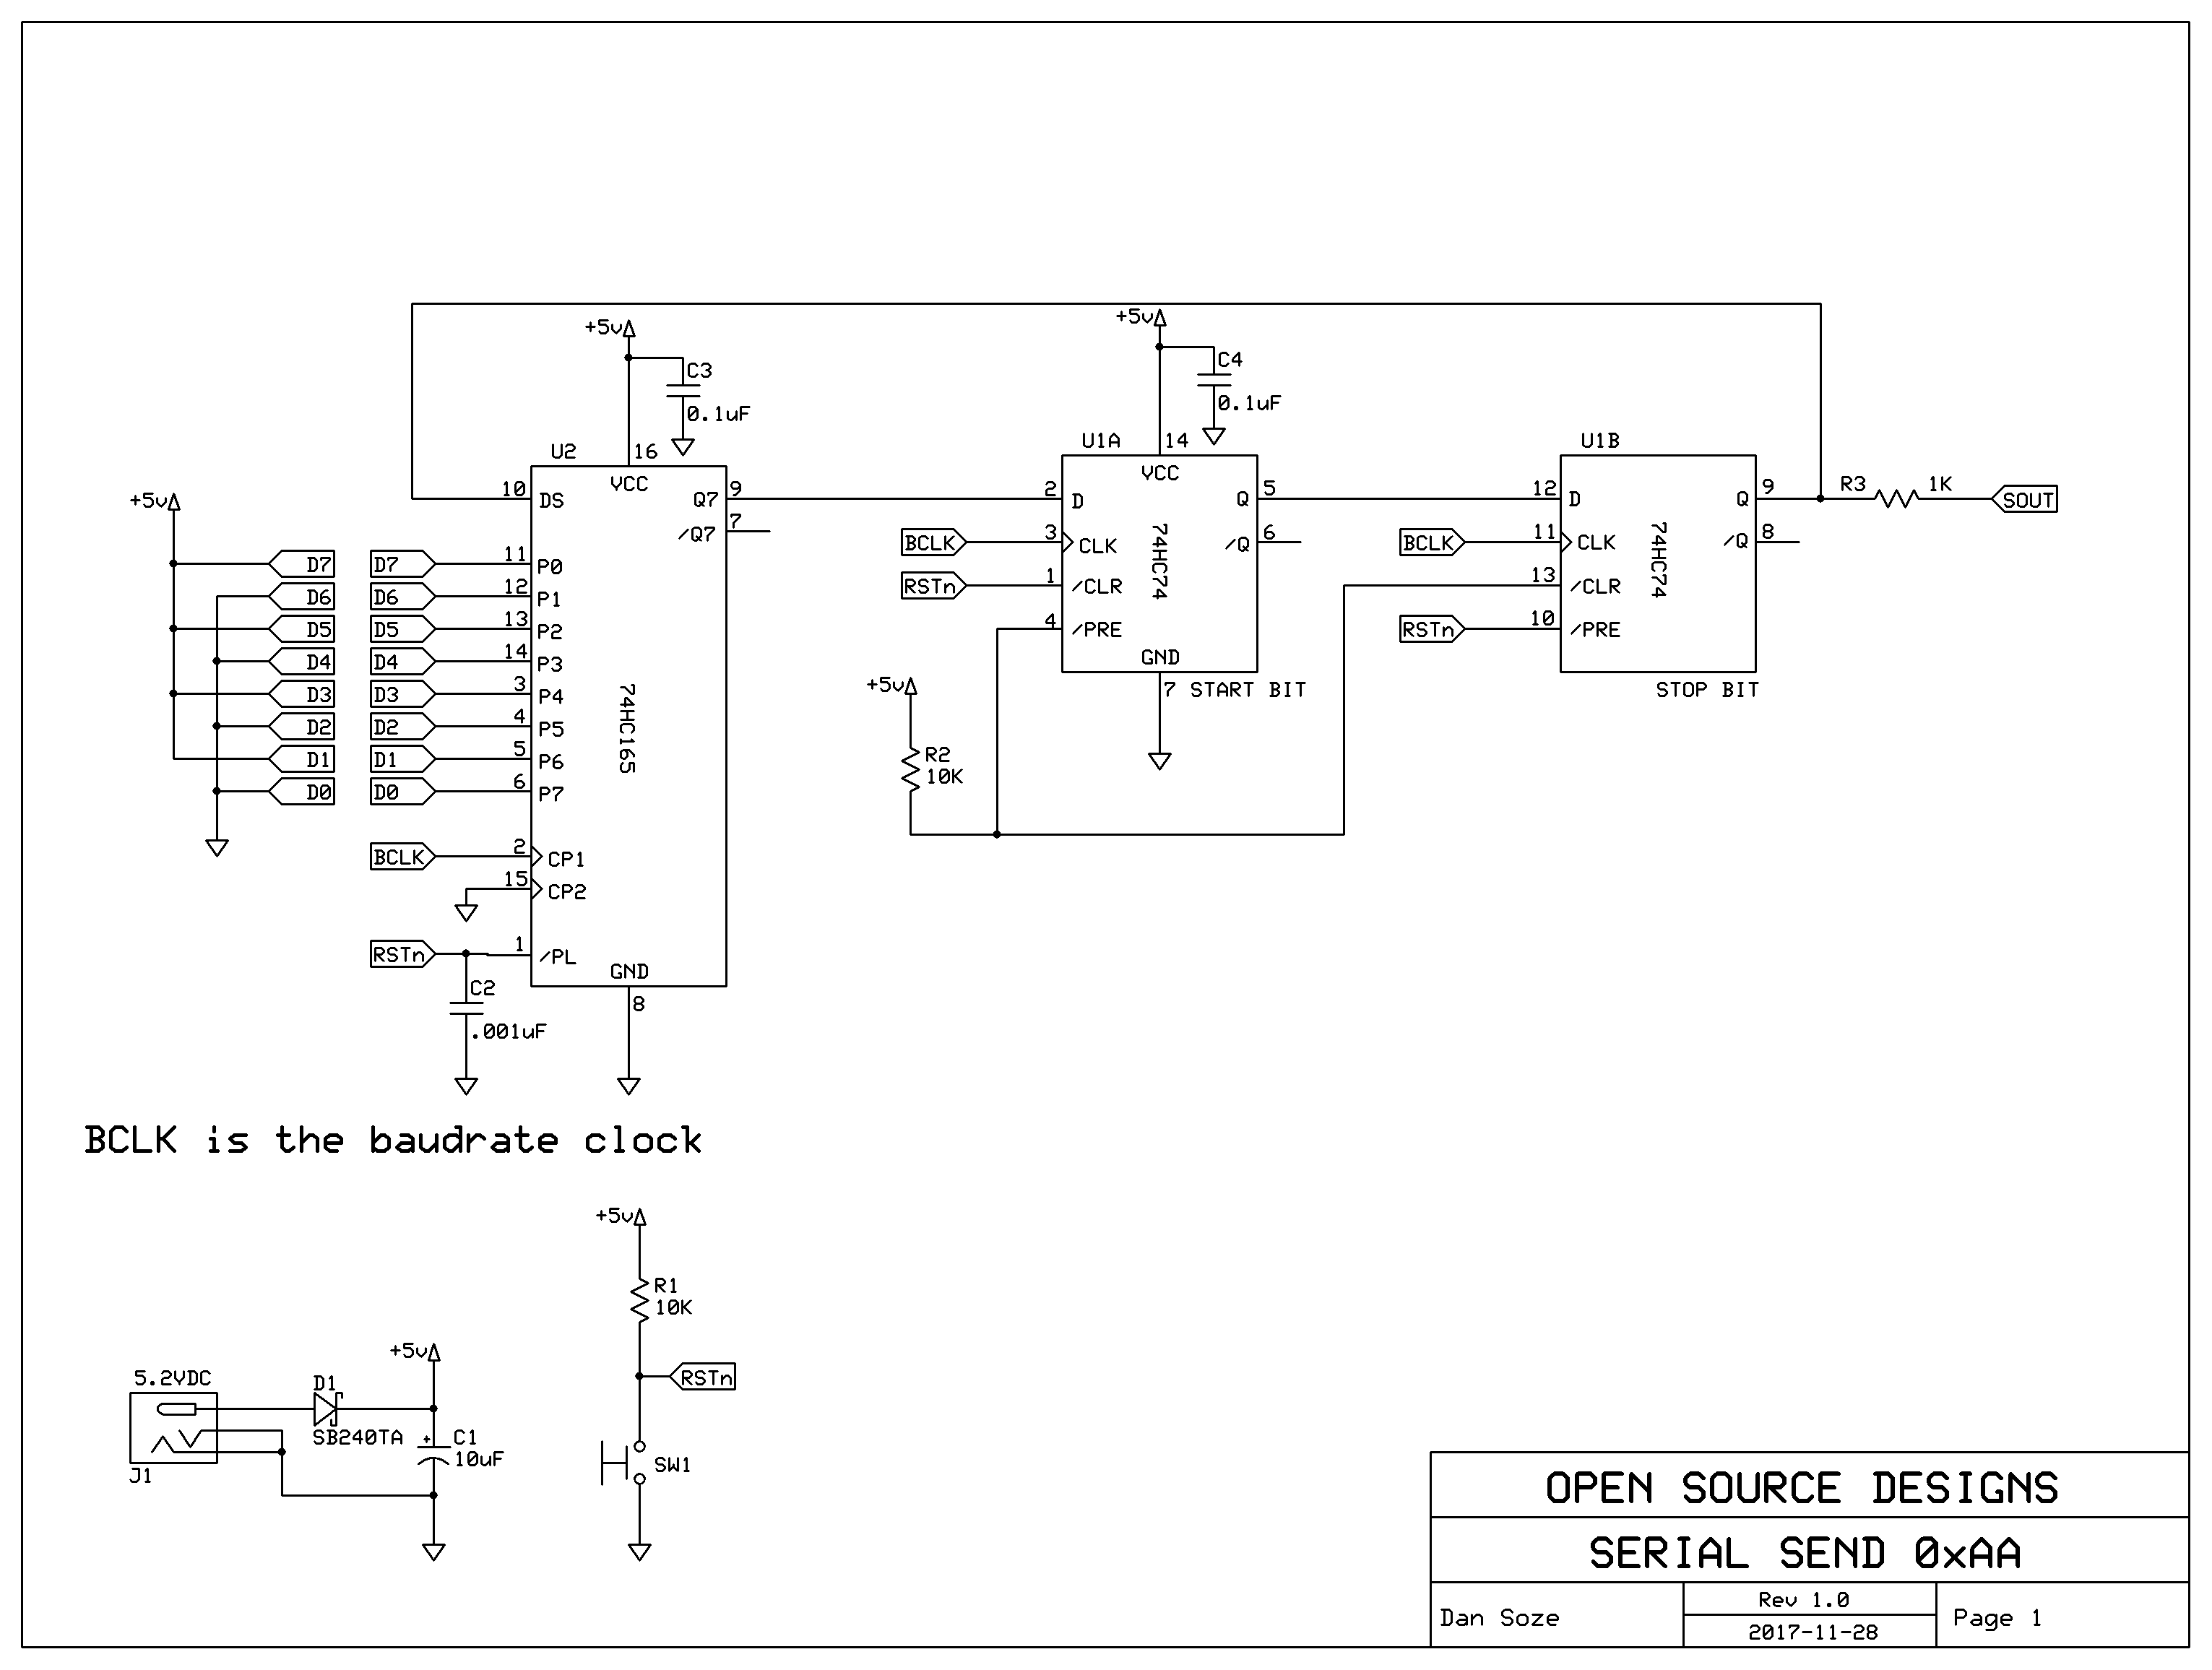 +5v
C3
0.1uF
+5v
C4
0.1uF
U2
16
VCC
10
DS
Q7
9
/Q7
7
U1A
14
VCC
2
D
Q
5
BCLK
3
CLK
/Q
6
RSTn
1
/CLR
4
/PRE
74HC74
GND
7
START BIT
U1B
12
D
Q
9
BCLK
11
CLK
/Q
8
13
/CLR
RSTn
10
/PRE
74HC74
STOP BIT
R3
1K
SOUT
+5v
D7
D7
11
P0
D6
D6
12
P1
D5
D5
13
P2
D4
D4
14
P3
D3
D3
3
P4
D2
D2
4
P5
D1
D1
5
P6
D0
D0
6
P7
74HC165
BCLK
2
CP1
15
CP2
RSTn
1
/PL
GND
8
C2
.001uF
+5v
R2
10K
BCLK is the baudrate clock
+5v
R1
10K
RSTn
SW1
+5v
5.2VDC
D1
SB240TA
+
C1
10uF
J1
OPEN SOURCE DESIGNS
SERIAL SEND 0xAA
Dan Soze
Rev 1.0
2017-11-28
Page 1